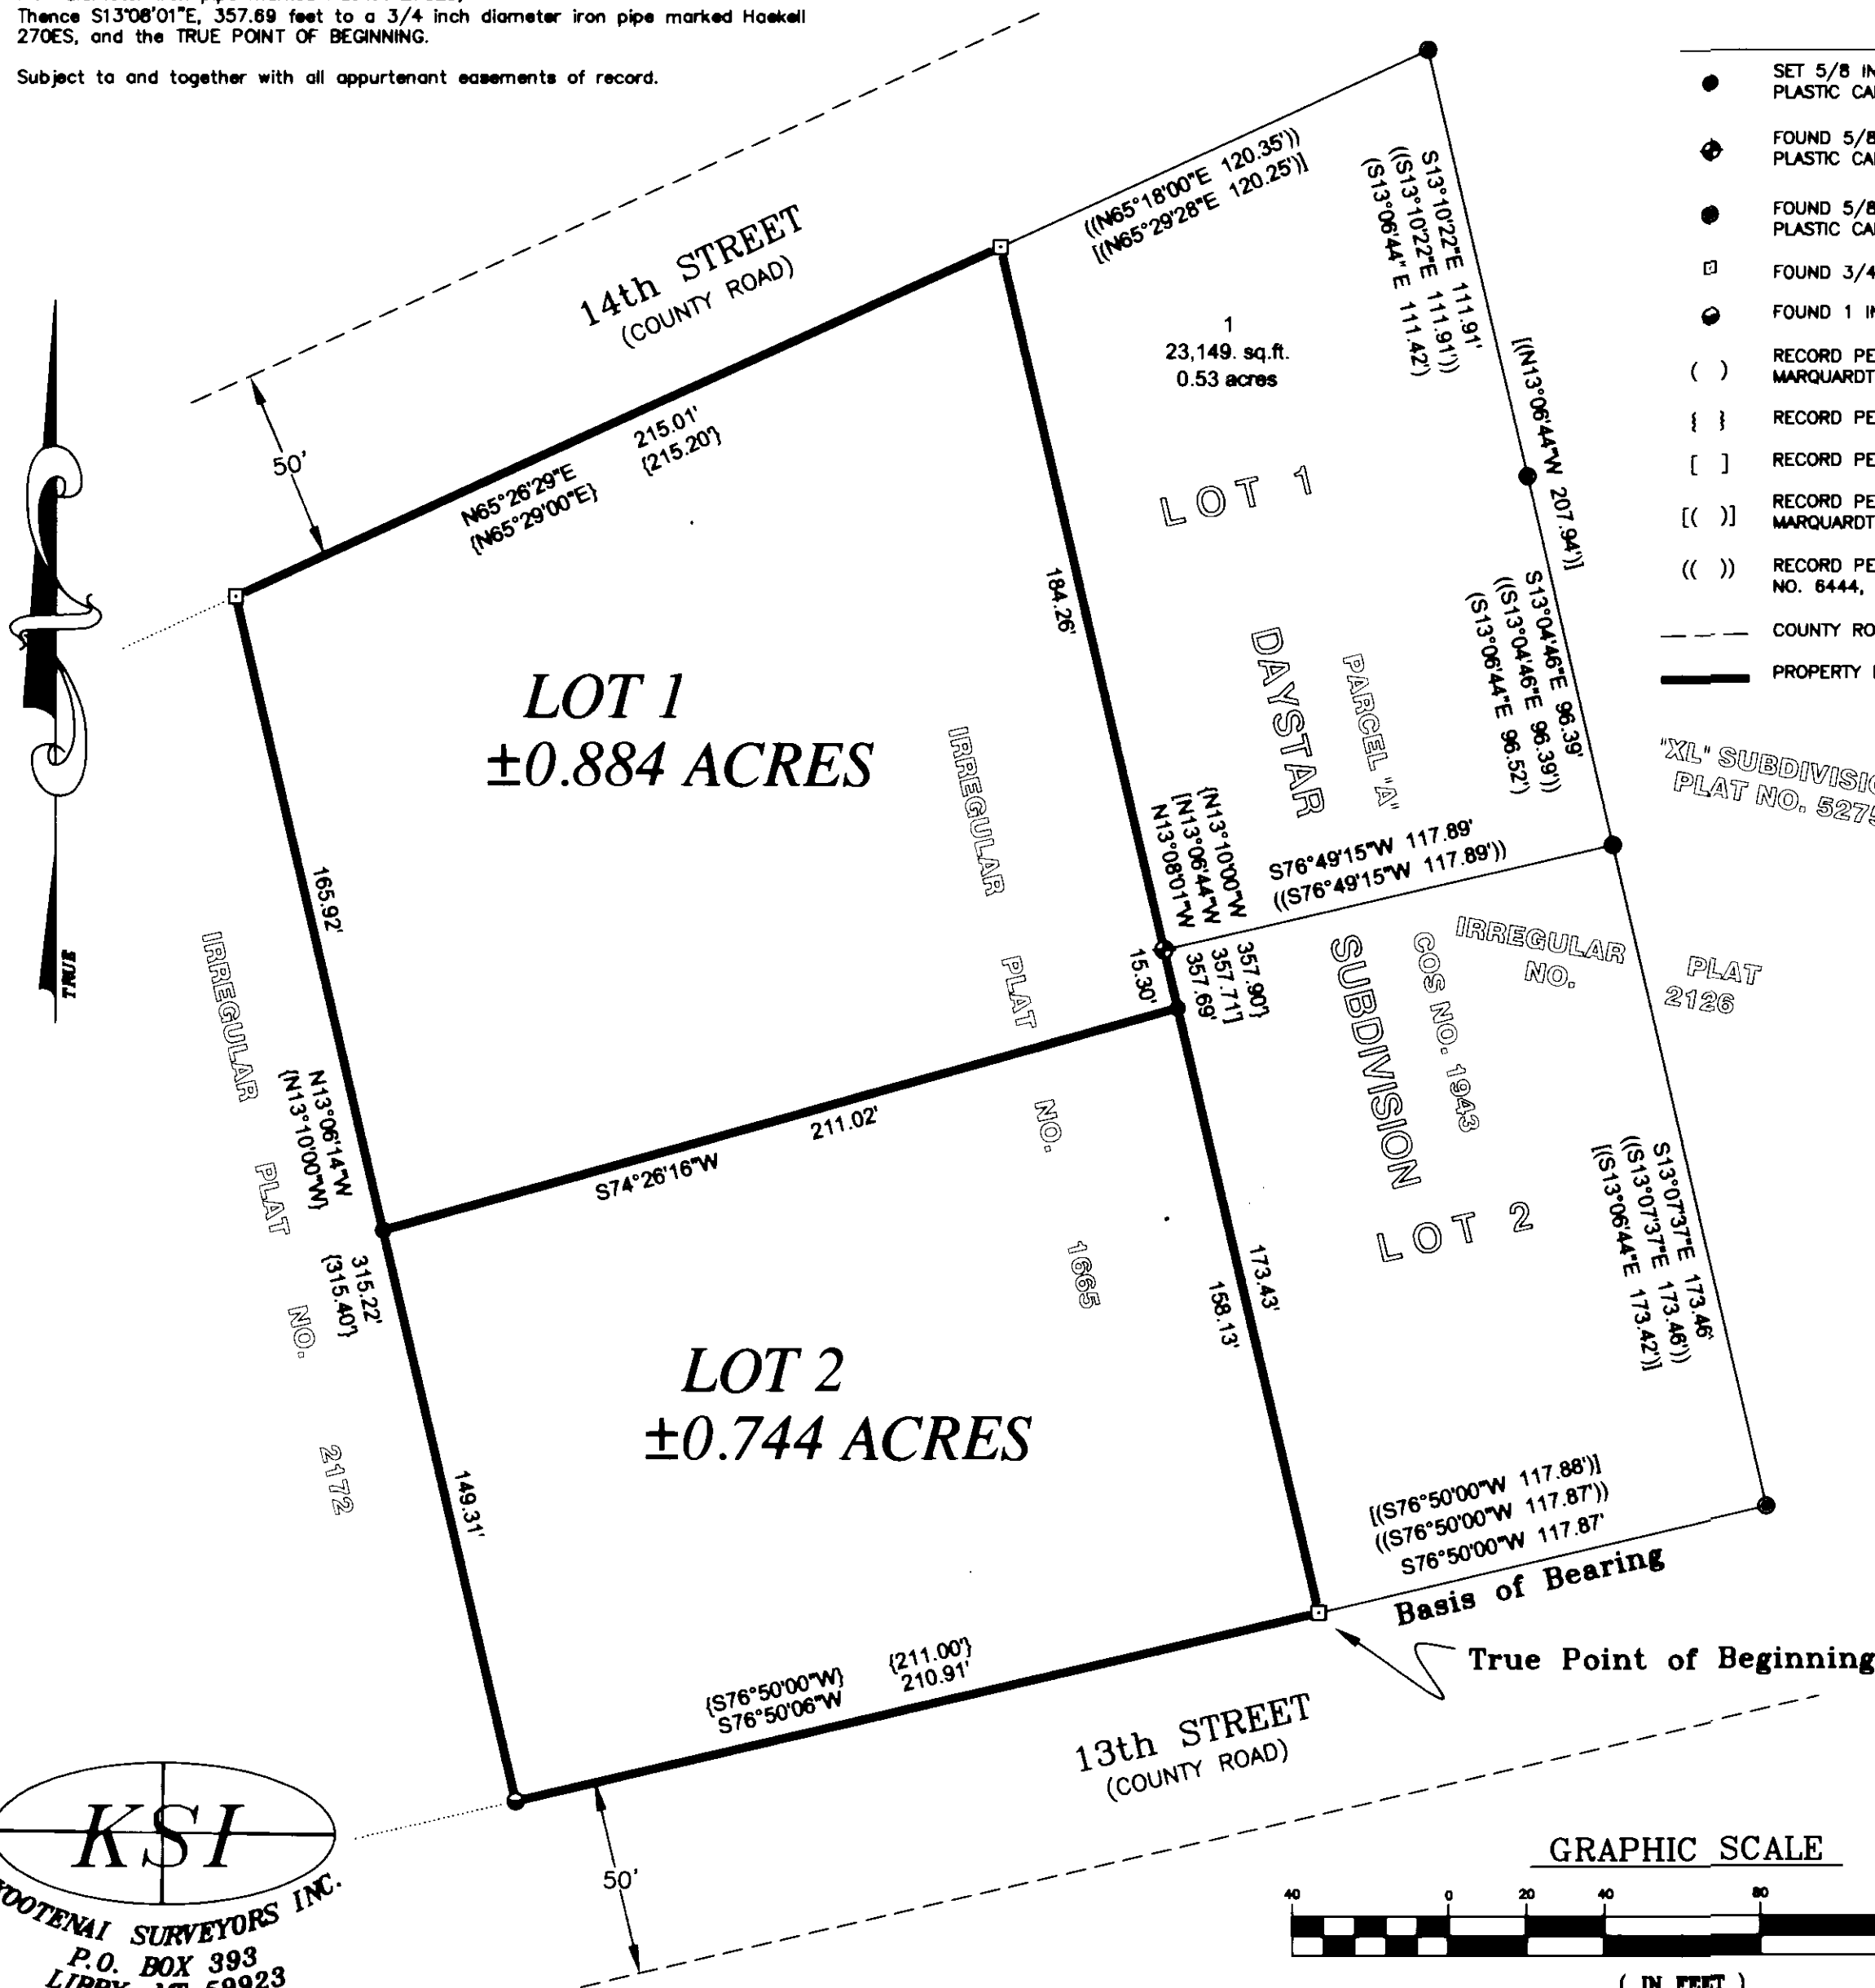 Thence S13°08'01"E, 357.69 feet to a 3/4 inch diameter iron pipe marked Haekell
270ES, and the TRUE POINT OF BEGINNING.
Subject to and together with all appurtenant easements of record.
14th STREET
(COUNTY ROAD)
50'
N65°26'29"E 215.01'
{N65°29'00"E} {215.20'}
((N65°18'00"E 120.35'))
[(N65°29'28"E 120.25')]
S13°10'22"E 111.91'
((S13°10'22"E 111.91'))
(S13°06'44"E 111.42')
1
23,149. sq.ft.
0.53 acres
[(N13°06'44"W 207.94')]
LOT 1
184.26'
DAYSTAR
PARCEL "A"
S13°04'46"E 96.39'
((S13°04'46"E 96.39'))
(S13°06'44"E 96.52')
LOT 1
±0.884 ACRES
IRREGULAR PLAT NO. 1665
165.92'
{N13°10'00"W 357.90'}
[N13°06'44"W 357.71']
N13°08'01"W 357.69'
15.30'
S76°49'15"W 117.89'
((S76°49'15"W 117.89'))
"XL" SUBDIVISIO
PLAT NO. 5275
IRREGULAR PLAT
NO. 2126
SUBDIVISION
COS NO. 1943
LOT 2
IRREGULAR PLAT NO. 2172
N13°06'14"W 315.22'
{N13°10'00"W} {315.40'}
211.02'
S74°26'16"W
173.43'
158.13'
S13°07'37"E 173.46'
((S13°07'37"E 173.46'))
[(S13°06'44"E 173.42')]
LOT 2
±0.744 ACRES
149.31'
[(S76°50'00"W 117.88')]
((S76°50'00"W 117.87'))
S76°50'00"W 117.87'
Basis of Bearing
True Point of Beginning
{S76°50'00"W} {211.00'}
S76°50'06"W 210.91'
13th STREET
(COUNTY ROAD)
50'
TRUE
SET 5/8 IN
PLASTIC CA
FOUND 5/8
PLASTIC CA
FOUND 5/8
PLASTIC CA
FOUND 3/4
FOUND 1 IN
( ) RECORD PE
MARQUARDT
{ } RECORD PE
[ ] RECORD PE
[( )] RECORD PE
MARQUARDT
(( )) RECORD PE
NO. 6444,
COUNTY RO
PROPERTY
KSI
KOOTENAI SURVEYORS INC.
P.O. BOX 393
LIBBY, MT 59923
GRAPHIC SCALE
40 0 20 40 80
( IN FEET )